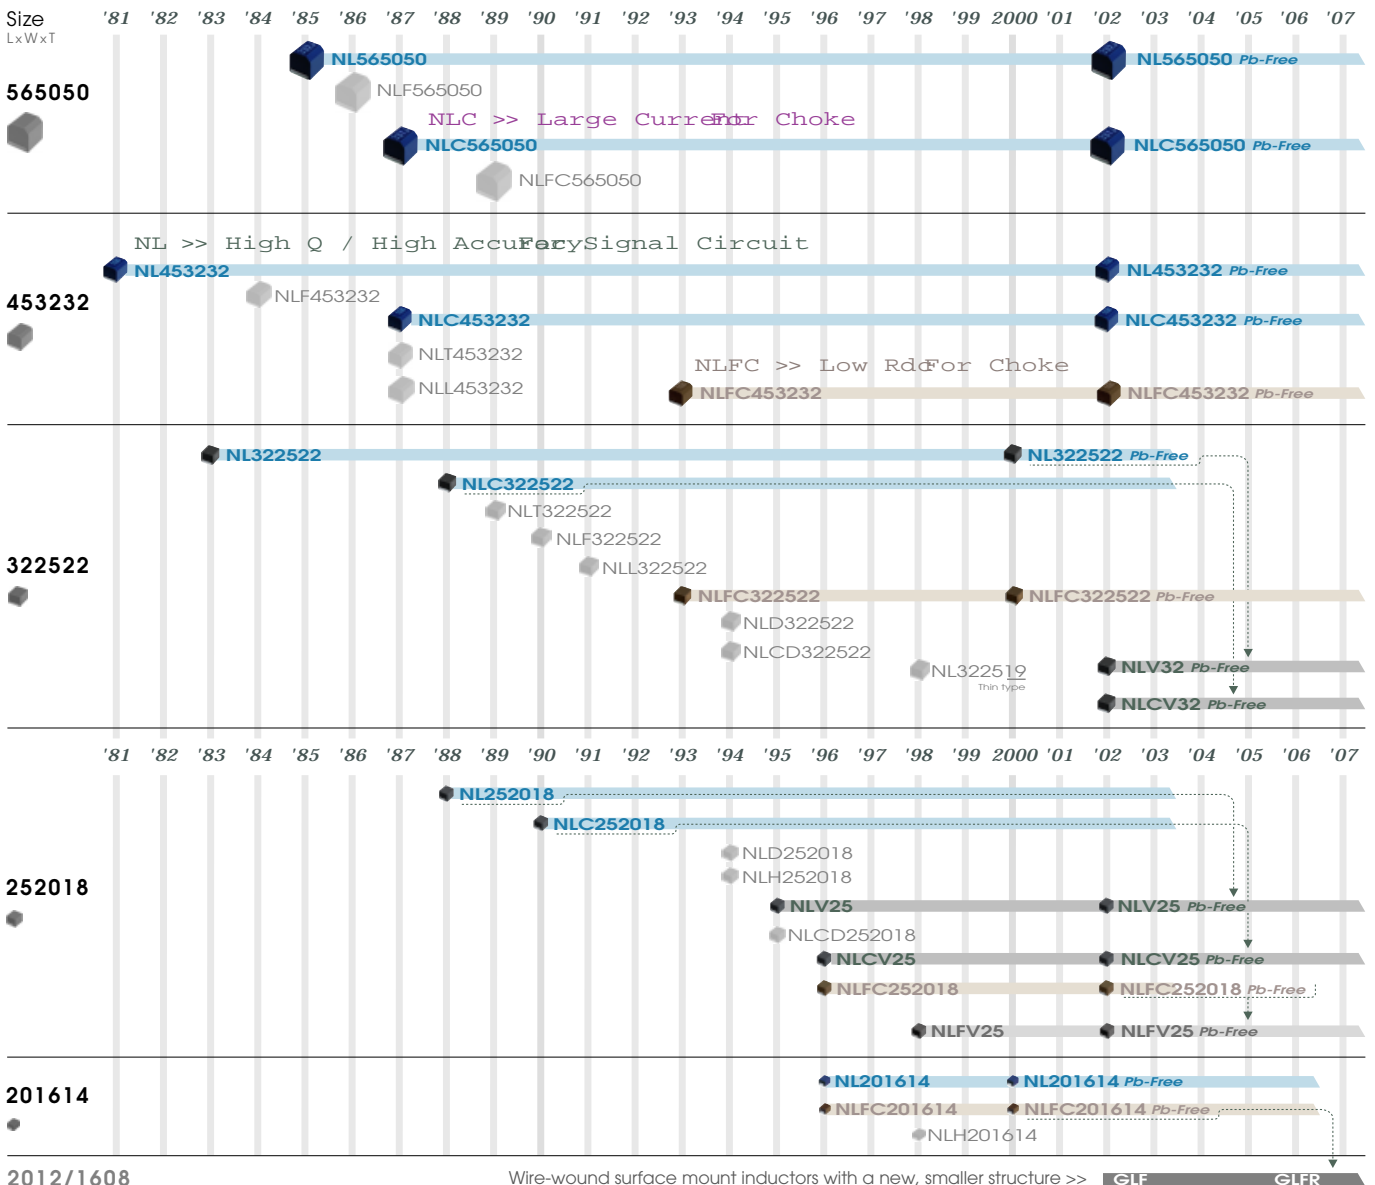 Size '81 '82 '83 '84 '85 '86 '87 '88 '89 '90 '91 '92 '93 '94 '95 '96 '97 '98 '99 2000 '01 '02 '03 '04 '05 '06 '07
LxWxT
NL565050 NL565050 Pb-Free
565050 NLF565050
NLC >> Large Current For Choke
NLC565050 NLC565050 Pb-Free
NLFC565050
NL >> High Q / High Accuracy For Signal Circuit
NL453232 NL453232 Pb-Free
453232 NLF453232
NLC453232 NLC453232 Pb-Free
NLT453232
NLFC >> Low Rdc For Choke
NLL453232
NLFC453232 NLFC453232 Pb-Free
NL322522 NL322522 Pb-Free
NLC322522
NLT322522
NLF322522
322522 NLL322522
NLFC322522 NLFC322522 Pb-Free
NLD322522
NLCD322522
NL322519 NLV32 Pb-Free
Thin type
NLCV32 Pb-Free
'81 '82 '83 '84 '85 '86 '87 '88 '89 '90 '91 '92 '93 '94 '95 '96 '97 '98 '99 2000 '01 '02 '03 '04 '05 '06 '07
NL252018
NLC252018
NLD252018
NLH252018
252018
NLV25 NLV25 Pb-Free
NLCD252018
NLCV25 NLCV25 Pb-Free
NLFC252018 NLFC252018 Pb-Free
NLFV25 NLFV25 Pb-Free
NL201614 NL201614 Pb-Free
201614
NLFC201614 NLFC201614 Pb-Free
NLH201614
2012/1608 Wire-wound surface mount inductors with a new, smaller structure >> GLF GLFR